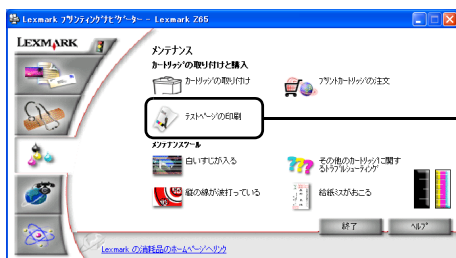 Lexmark プリンティングナビゲーター - Lexmark Z65
LEXMARK
メンテナンス
カートリッジの取り付けと購入
カートリッジの取り付け
プリントカートリッジの注文
テストページの印刷
メンテナンスツール
白いすじが入る
その他のカートリッジに関す
るトラブルシューティング
縦の線が波打っている
給紙ミスがおこる
終了
ヘルプ
Lexmark の消耗品のホームページへリンク